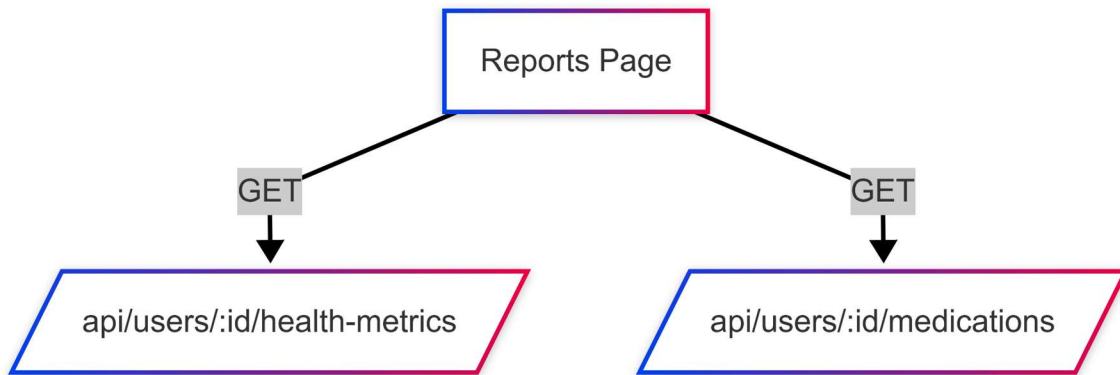 Reports Page
GET
GET
api/users/:id/health-metrics
api/users/:id/medications